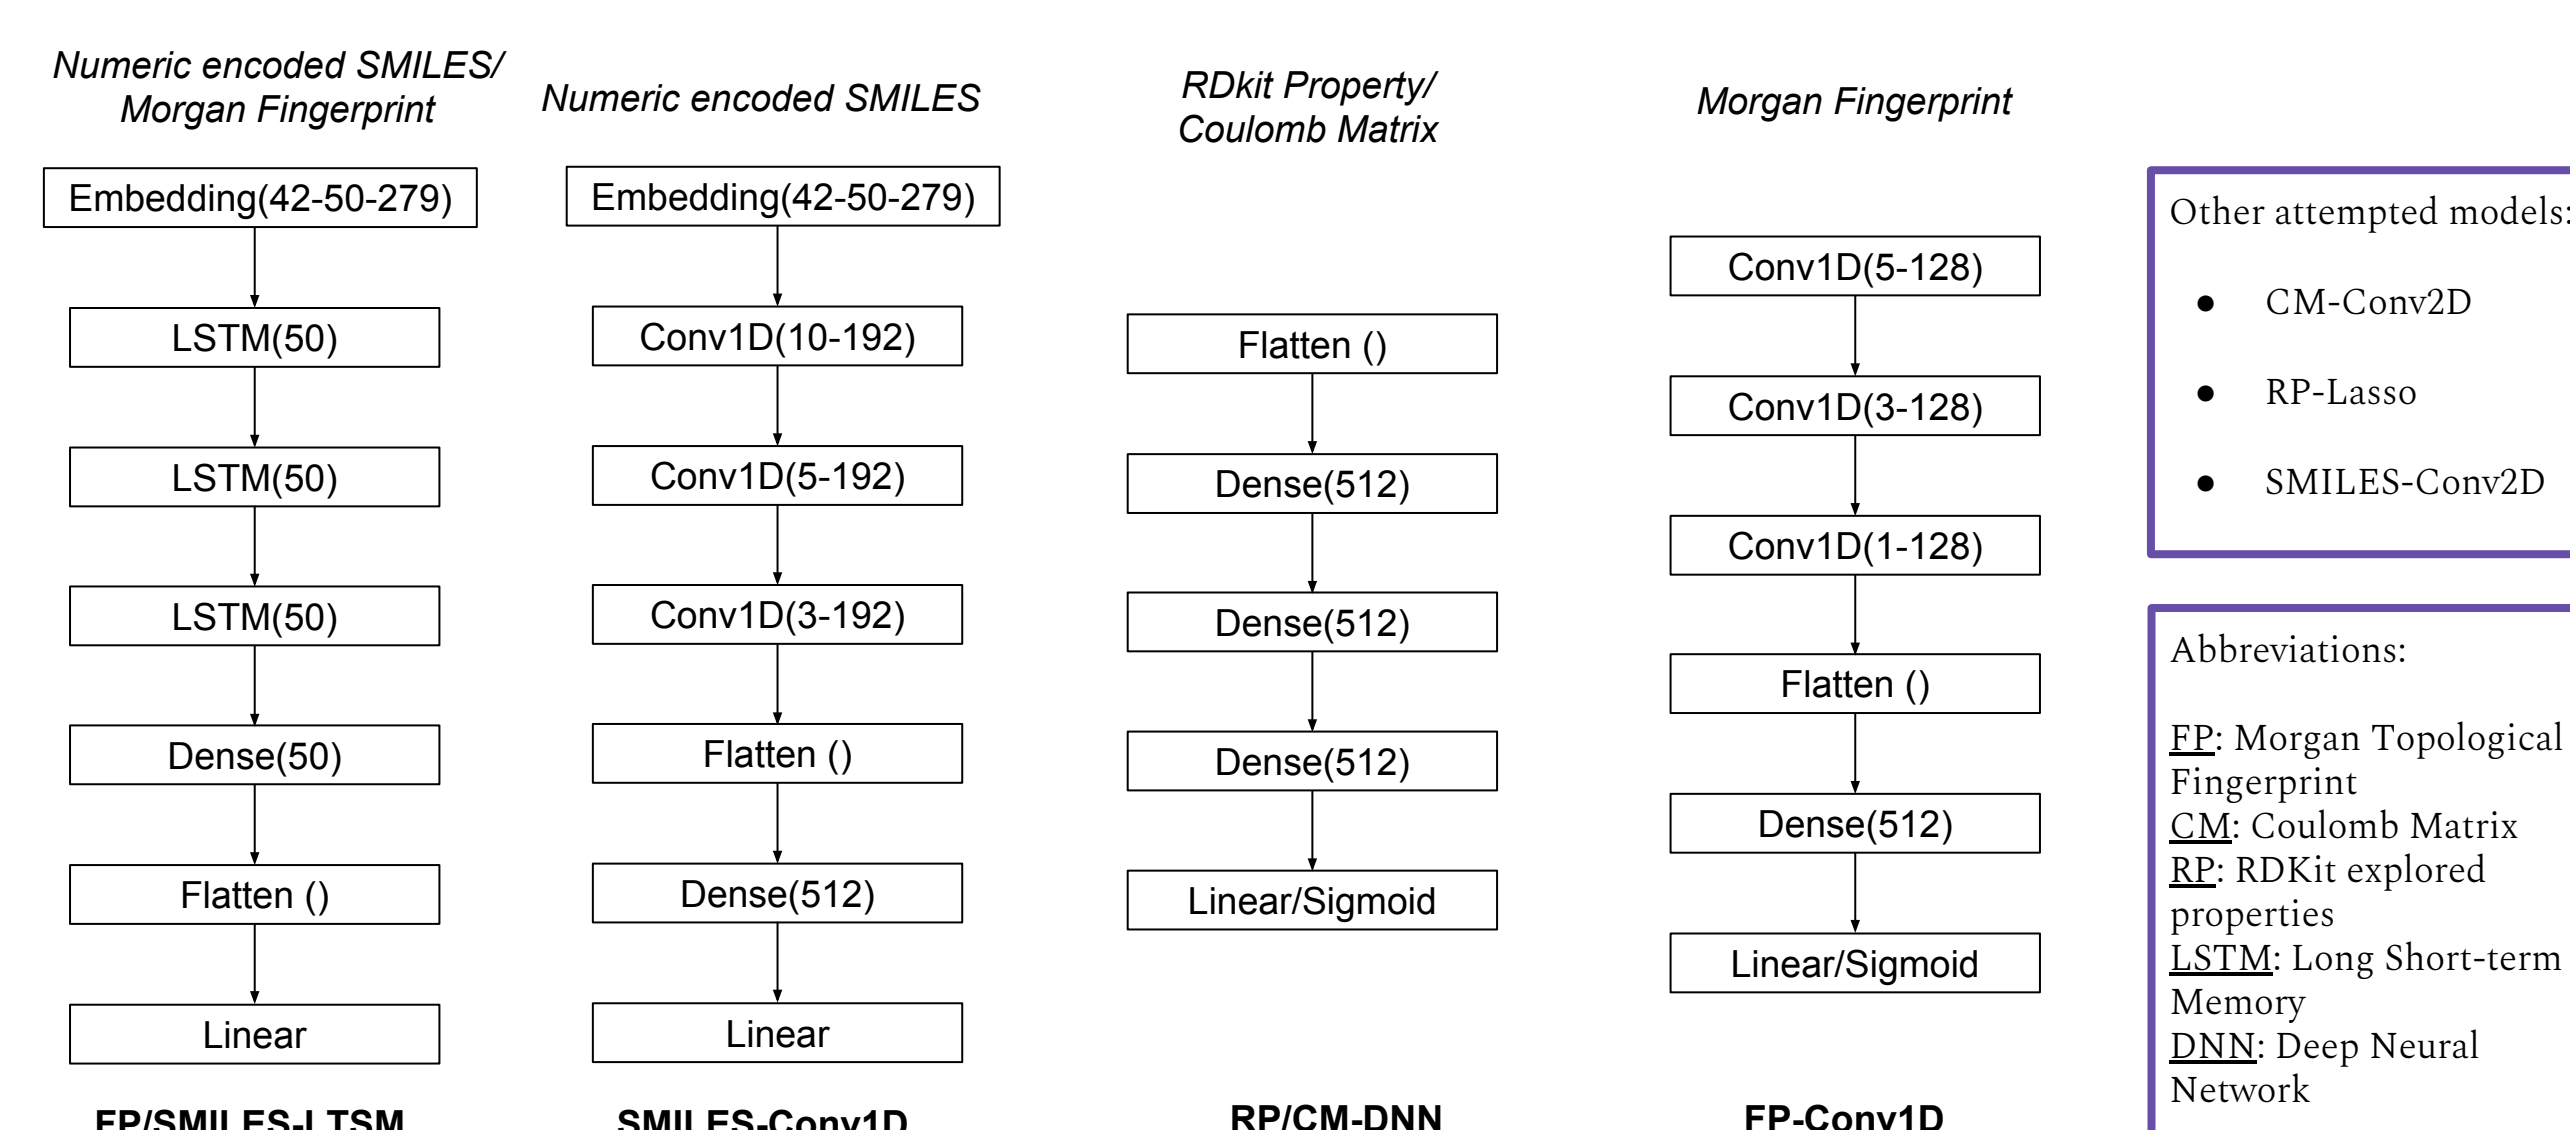 Numeric encoded SMILES/
Morgan Fingerprint
Embedding(42-50-279)
LSTM(50)
LSTM(50)
LSTM(50)
Dense(50)
Flatten ()
Linear
FP/SMILES-LTSM
Numeric encoded SMILES
Embedding(42-50-279)
Conv1D(10-192)
Conv1D(5-192)
Conv1D(3-192)
Flatten ()
Dense(512)
Linear
SMILES-Conv1D
RDkit Property/
Coulomb Matrix
Flatten ()
Dense(512)
Dense(512)
Dense(512)
Linear/Sigmoid
RP/CM-DNN
Morgan Fingerprint
Conv1D(5-128)
Conv1D(3-128)
Conv1D(1-128)
Flatten ()
Dense(512)
Linear/Sigmoid
FP-Conv1D
Other attempted models:
● CM-Conv2D
● RP-Lasso
● SMILES-Conv2D
Abbreviations:
FP: Morgan Topological
Fingerprint
CM: Coulomb Matrix
RP: RDKit explored
properties
LSTM: Long Short-term
Memory
DNN: Deep Neural
Network